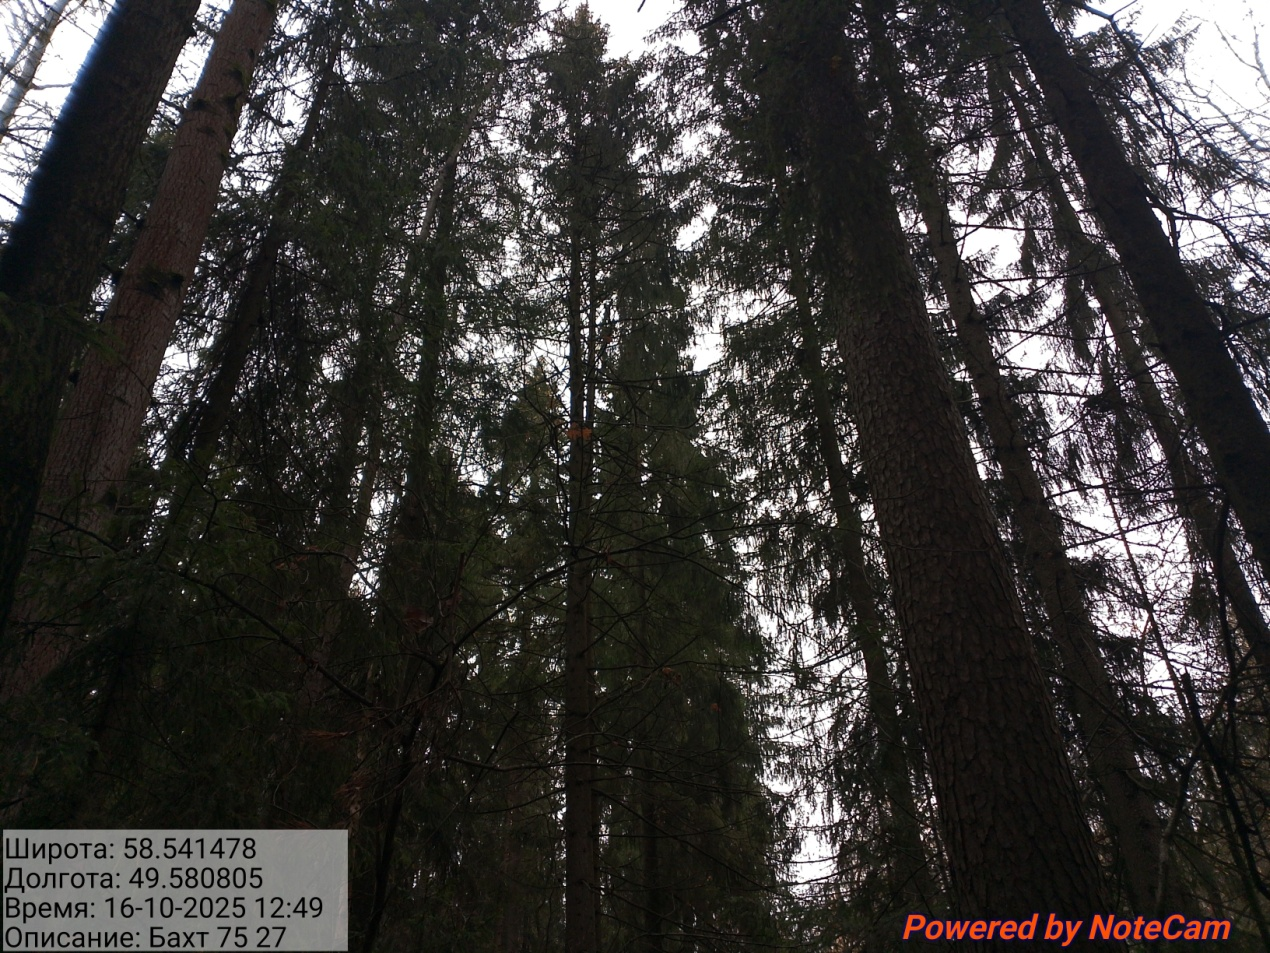 Широта: 58.541478
Долгота: 49.580805
Время: 16-10-2025 12:49
Описание: Бахт 75 27
Powered by NoteCam